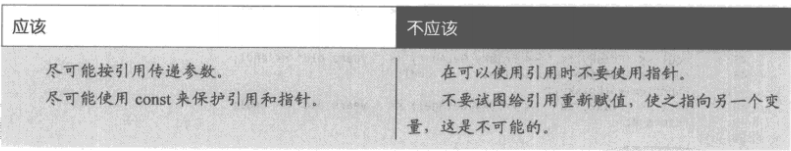 应该
不应该
尽可能按引用传递参数。
尽可能使用 const 来保护引用和指针。
在可以使用引用时不要使用指针。
不要试图给引用重新赋值，使之指向另一个变
量，这是不可能的。